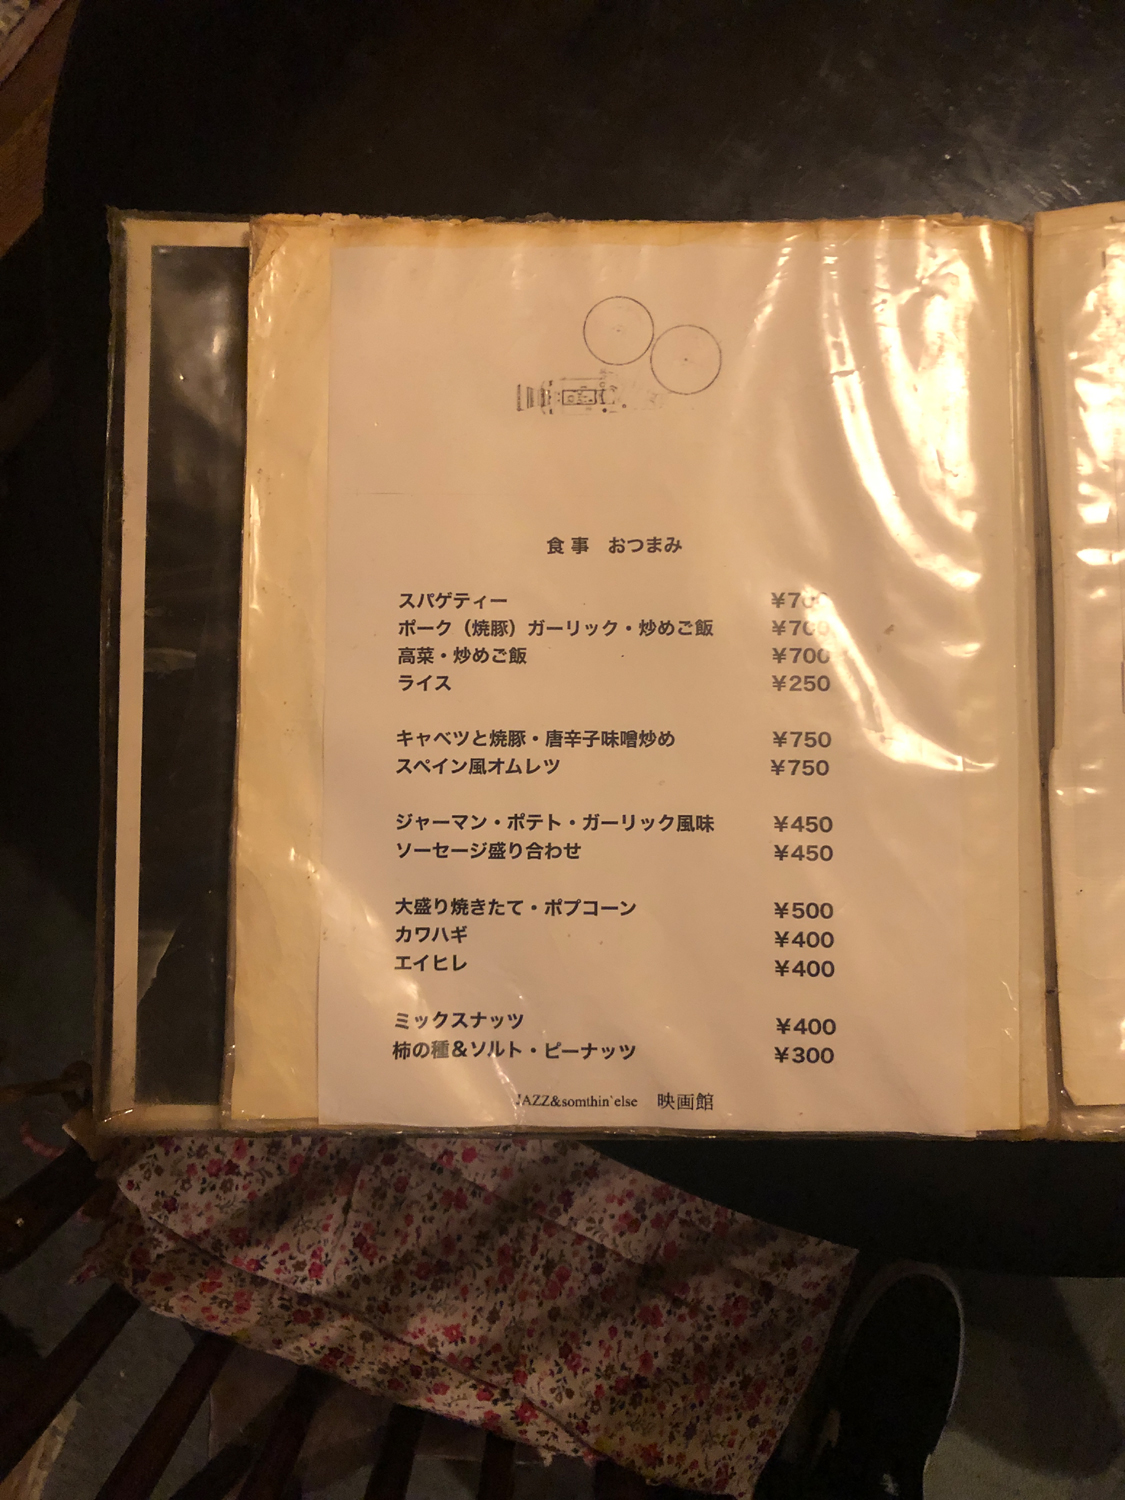 食事 おつまみ
スパゲティー ¥700
ポーク（焼豚）ガーリック・炒めご飯 ¥700
高菜・炒めご飯 ¥700
ライス ¥250
キャベツと焼豚・唐辛子味噌炒め ¥750
スペイン風オムレツ ¥750
ジャーマン・ポテト・ガーリック風味 ¥450
ソーセージ盛り合わせ ¥450
大盛り焼きたて・ポプコーン ¥500
カワハギ ¥400
エイヒレ ¥400
ミックスナッツ ¥400
柿の種＆ソルト・ピーナッツ ¥300
JAZZ&somthin'else 映画館